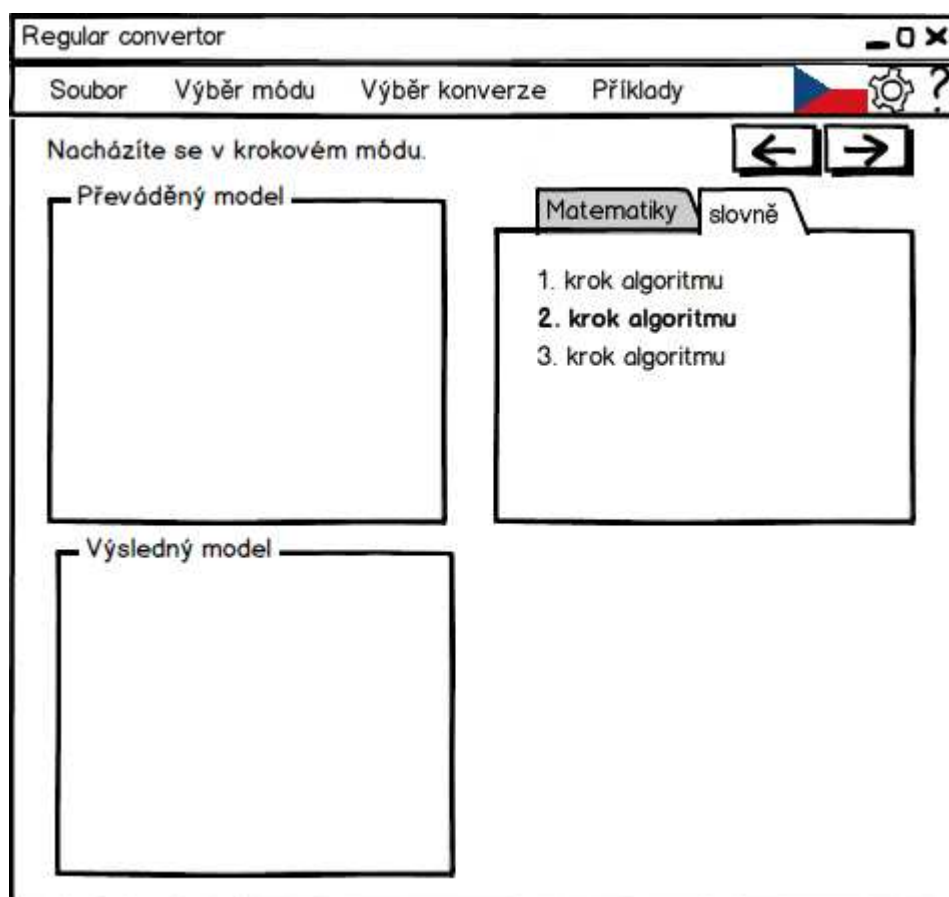 Regular convertor
Soubor Výběr módu Výběr konverze Příklady ?
Nacházíte se v krokovém módu.
Převáděný model
Matematiky slovně
1. krok algoritmu
2. krok algoritmu
3. krok algoritmu
Výsledný model